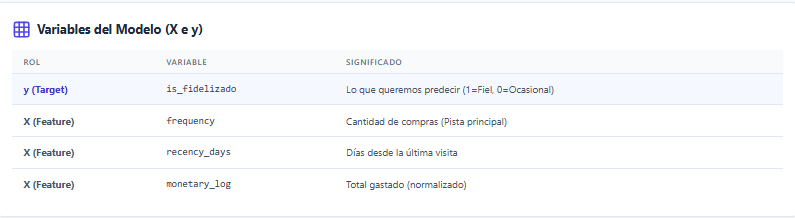 Variables del Modelo (X e y)
ROL VARIABLE SIGNIFICADO
y (Target) is_fidelizado Lo que queremos predecir (1=Fiel, 0=Ocasional)
X (Feature) frequency Cantidad de compras (Pista principal)
X (Feature) recency_days Días desde la última visita
X (Feature) monetary_log Total gastado (normalizado)